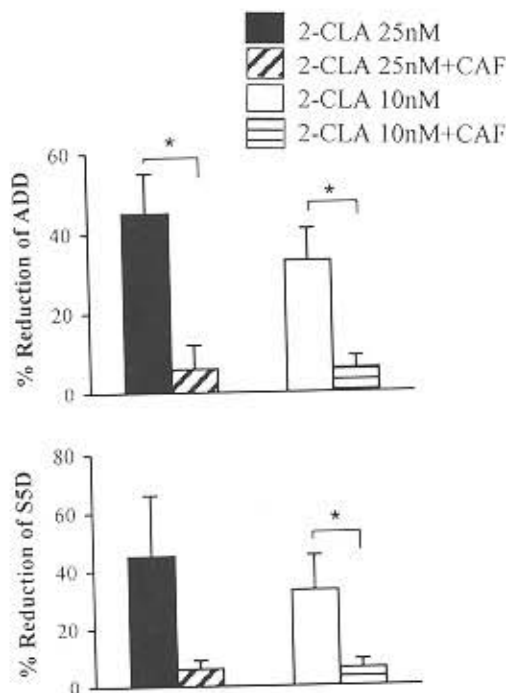 2-CLA 25nM
2-CLA 25nM+CAF
2-CLA 10nM
2-CLA 10nM+CAF
% Reduction of ADD
60
40
20
0
*
*
% Reduction of S5D
80
60
40
20
0
*